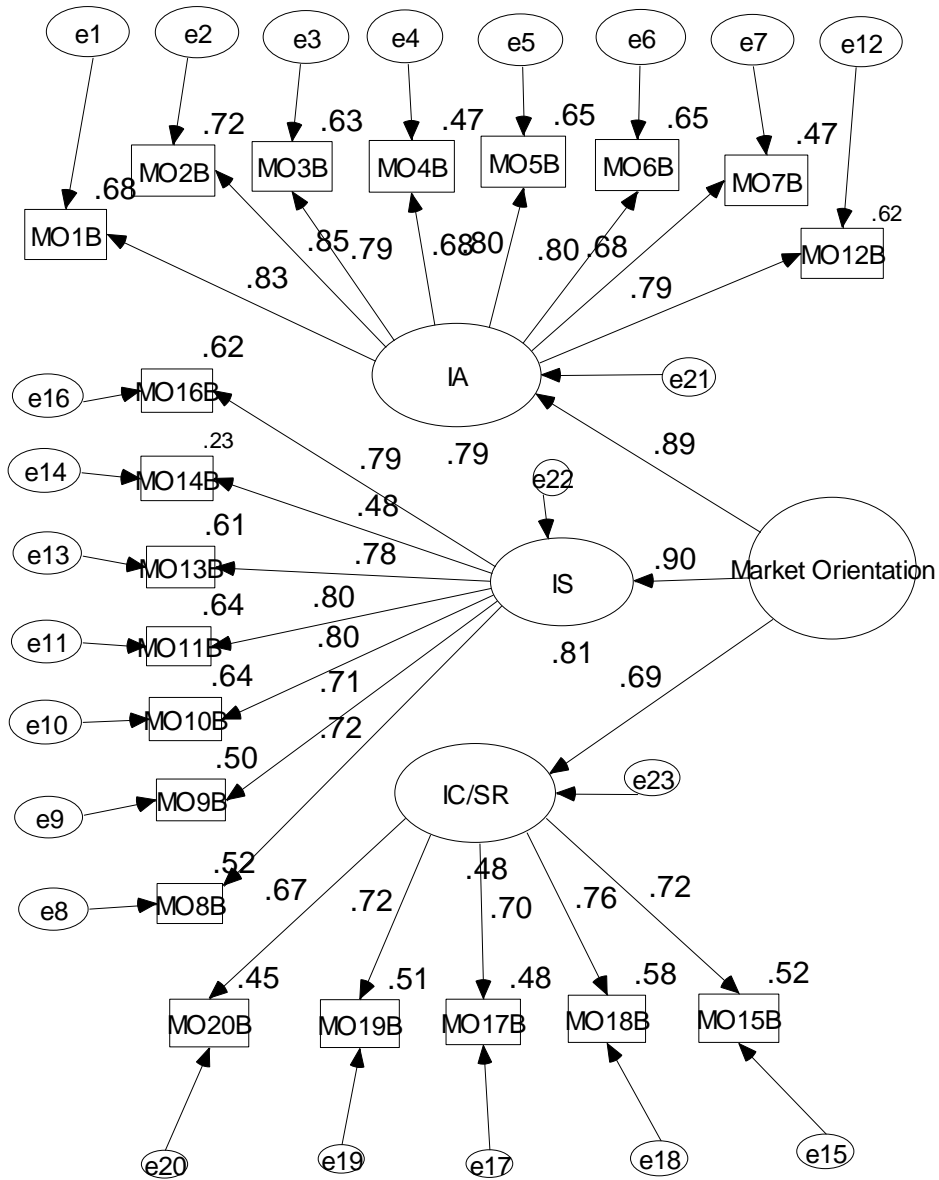 e1
e2
e3
e4
e5
e6
e7
e12
.72
.63
.47
.65
.65
.47
MO2B
MO3B
MO4B
MO5B
MO6B
MO7B
.68
.62
MO1B
MO12B
.83
.85
.79
.68
.80
.80
.68
.79
.62
IA
e21
e16
MO16B
.23
.79
.79
.89
e14
MO14B
.48
e22
.61
e13
MO13B
.78
IS
.90
Market Orientation
.64
.80
e11
MO11B
.80
.81
.64
.71
.69
e10
MO10B
.72
.50
e9
MO9B
IC/SR
e23
.52
.48
e8
MO8B
.67
.72
.70
.76
.72
.45
.51
.48
.58
.52
MO20B
MO19B
MO17B
MO18B
MO15B
e20
e19
e17
e18
e15